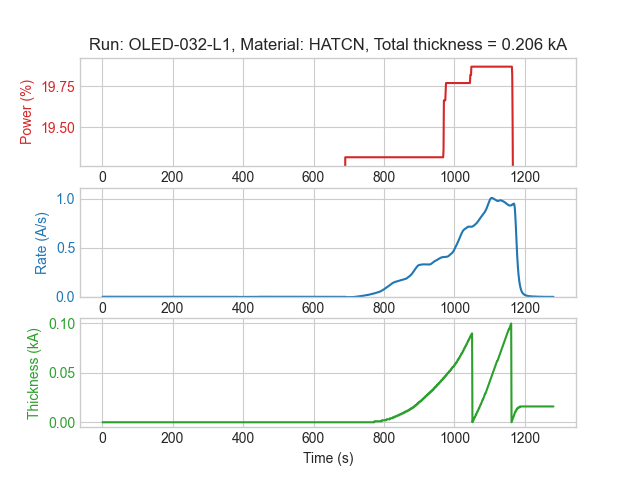 Run: OLED-032-L1, Material: HATCN, Total thickness = 0.206 kA
Power (%)
19.75
19.50
0 200 400 600 800 1000 1200
Rate (A/s)
1.0
0.5
0.0
0 200 400 600 800 1000 1200
Thickness (kA)
0.10
0.05
0.00
0 200 400 600 800 1000 1200
Time (s)